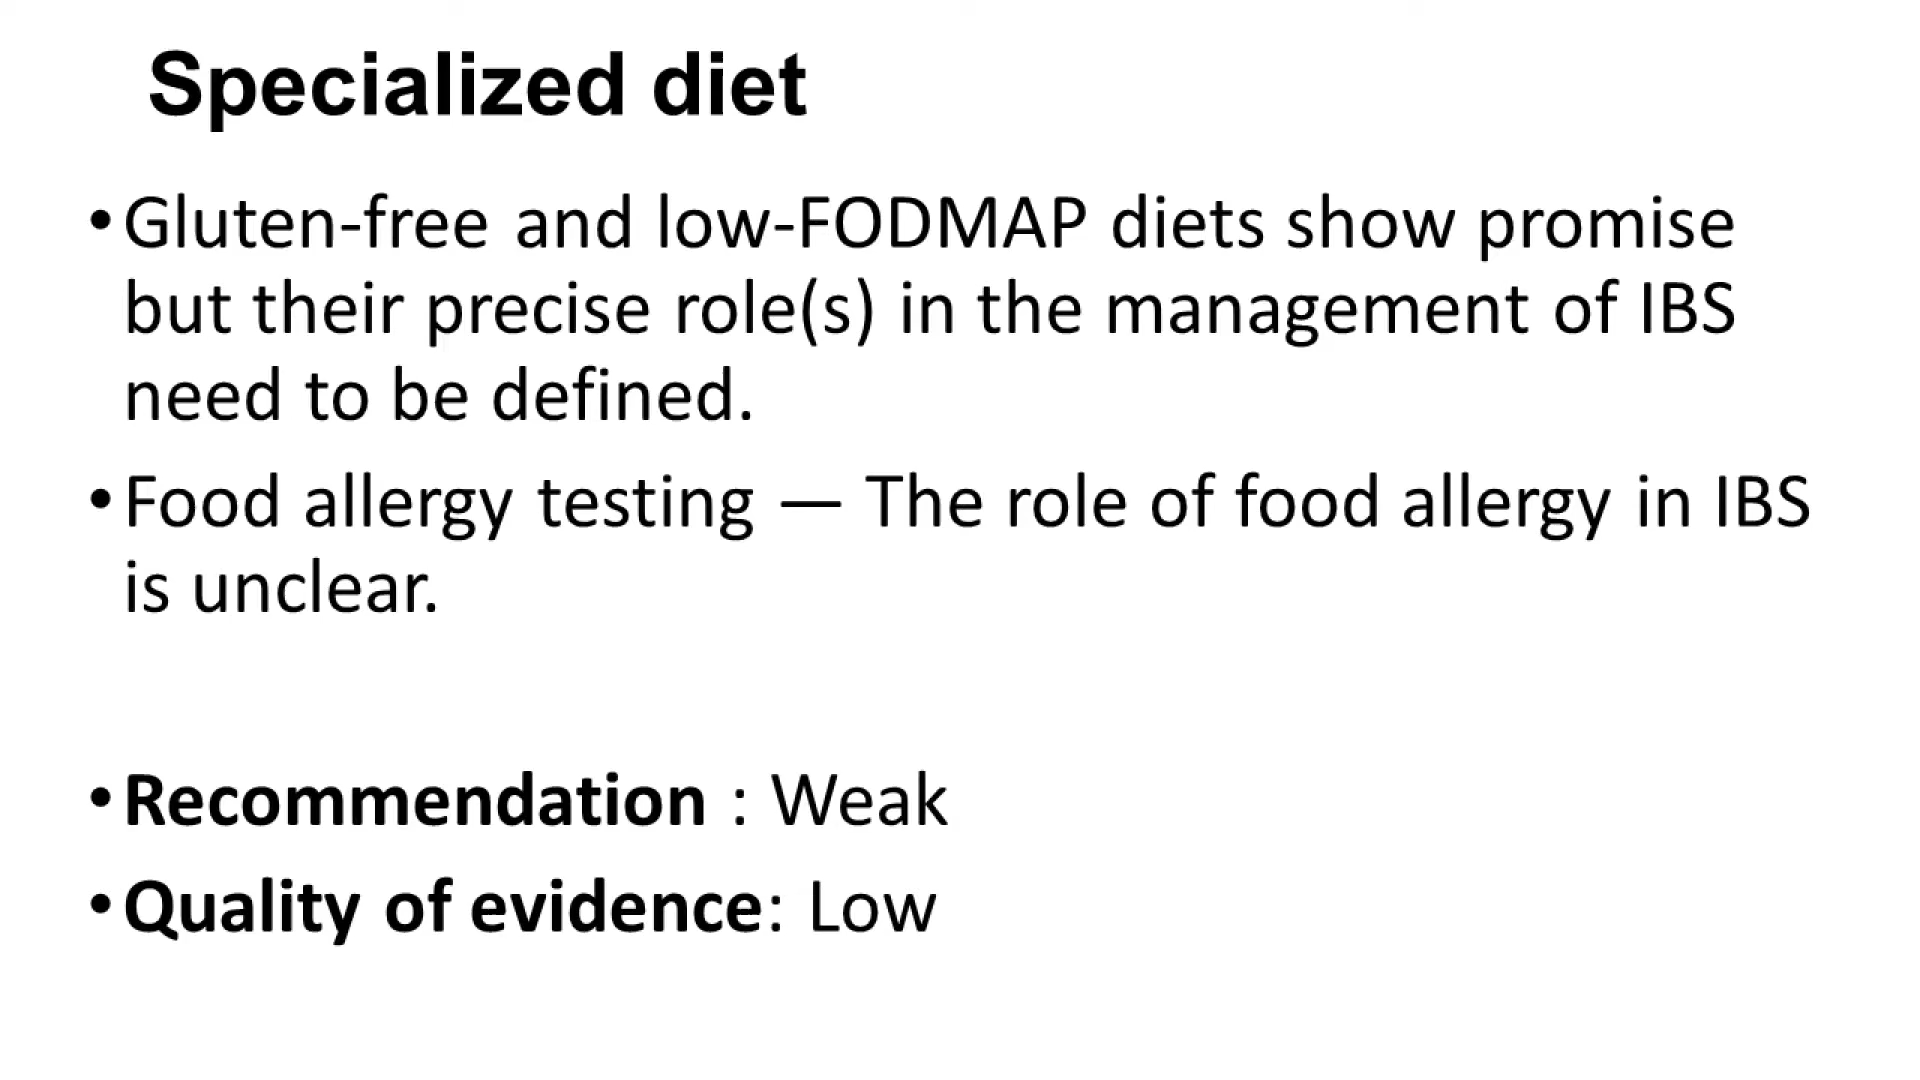 Specialized diet
•Gluten-free and low-FODMAP diets show promise
but their precise role(s) in the management of IBS
need to be defined.
•Food allergy testing — The role of food allergy in IBS
is unclear.
•Recommendation : Weak
•Quality of evidence: Low